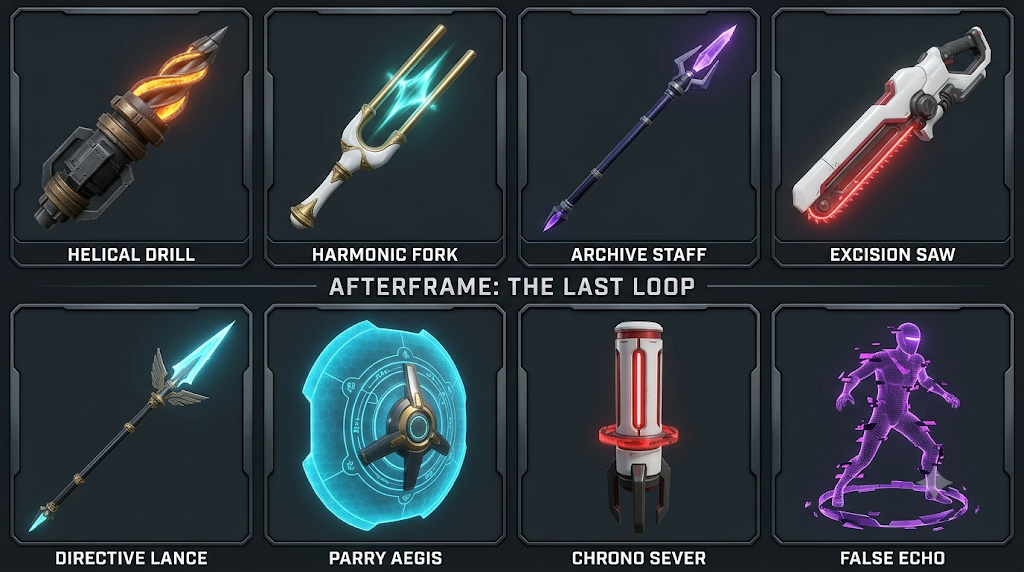 HELICAL DRILL
HARMONIC FORK
ARCHIVE STAFF
EXCISION SAW
AFTERFRAME: THE LAST LOOP
DIRECTIVE LANCE
PARRY AEGIS
CHRONO SEVER
FALSE ECHO